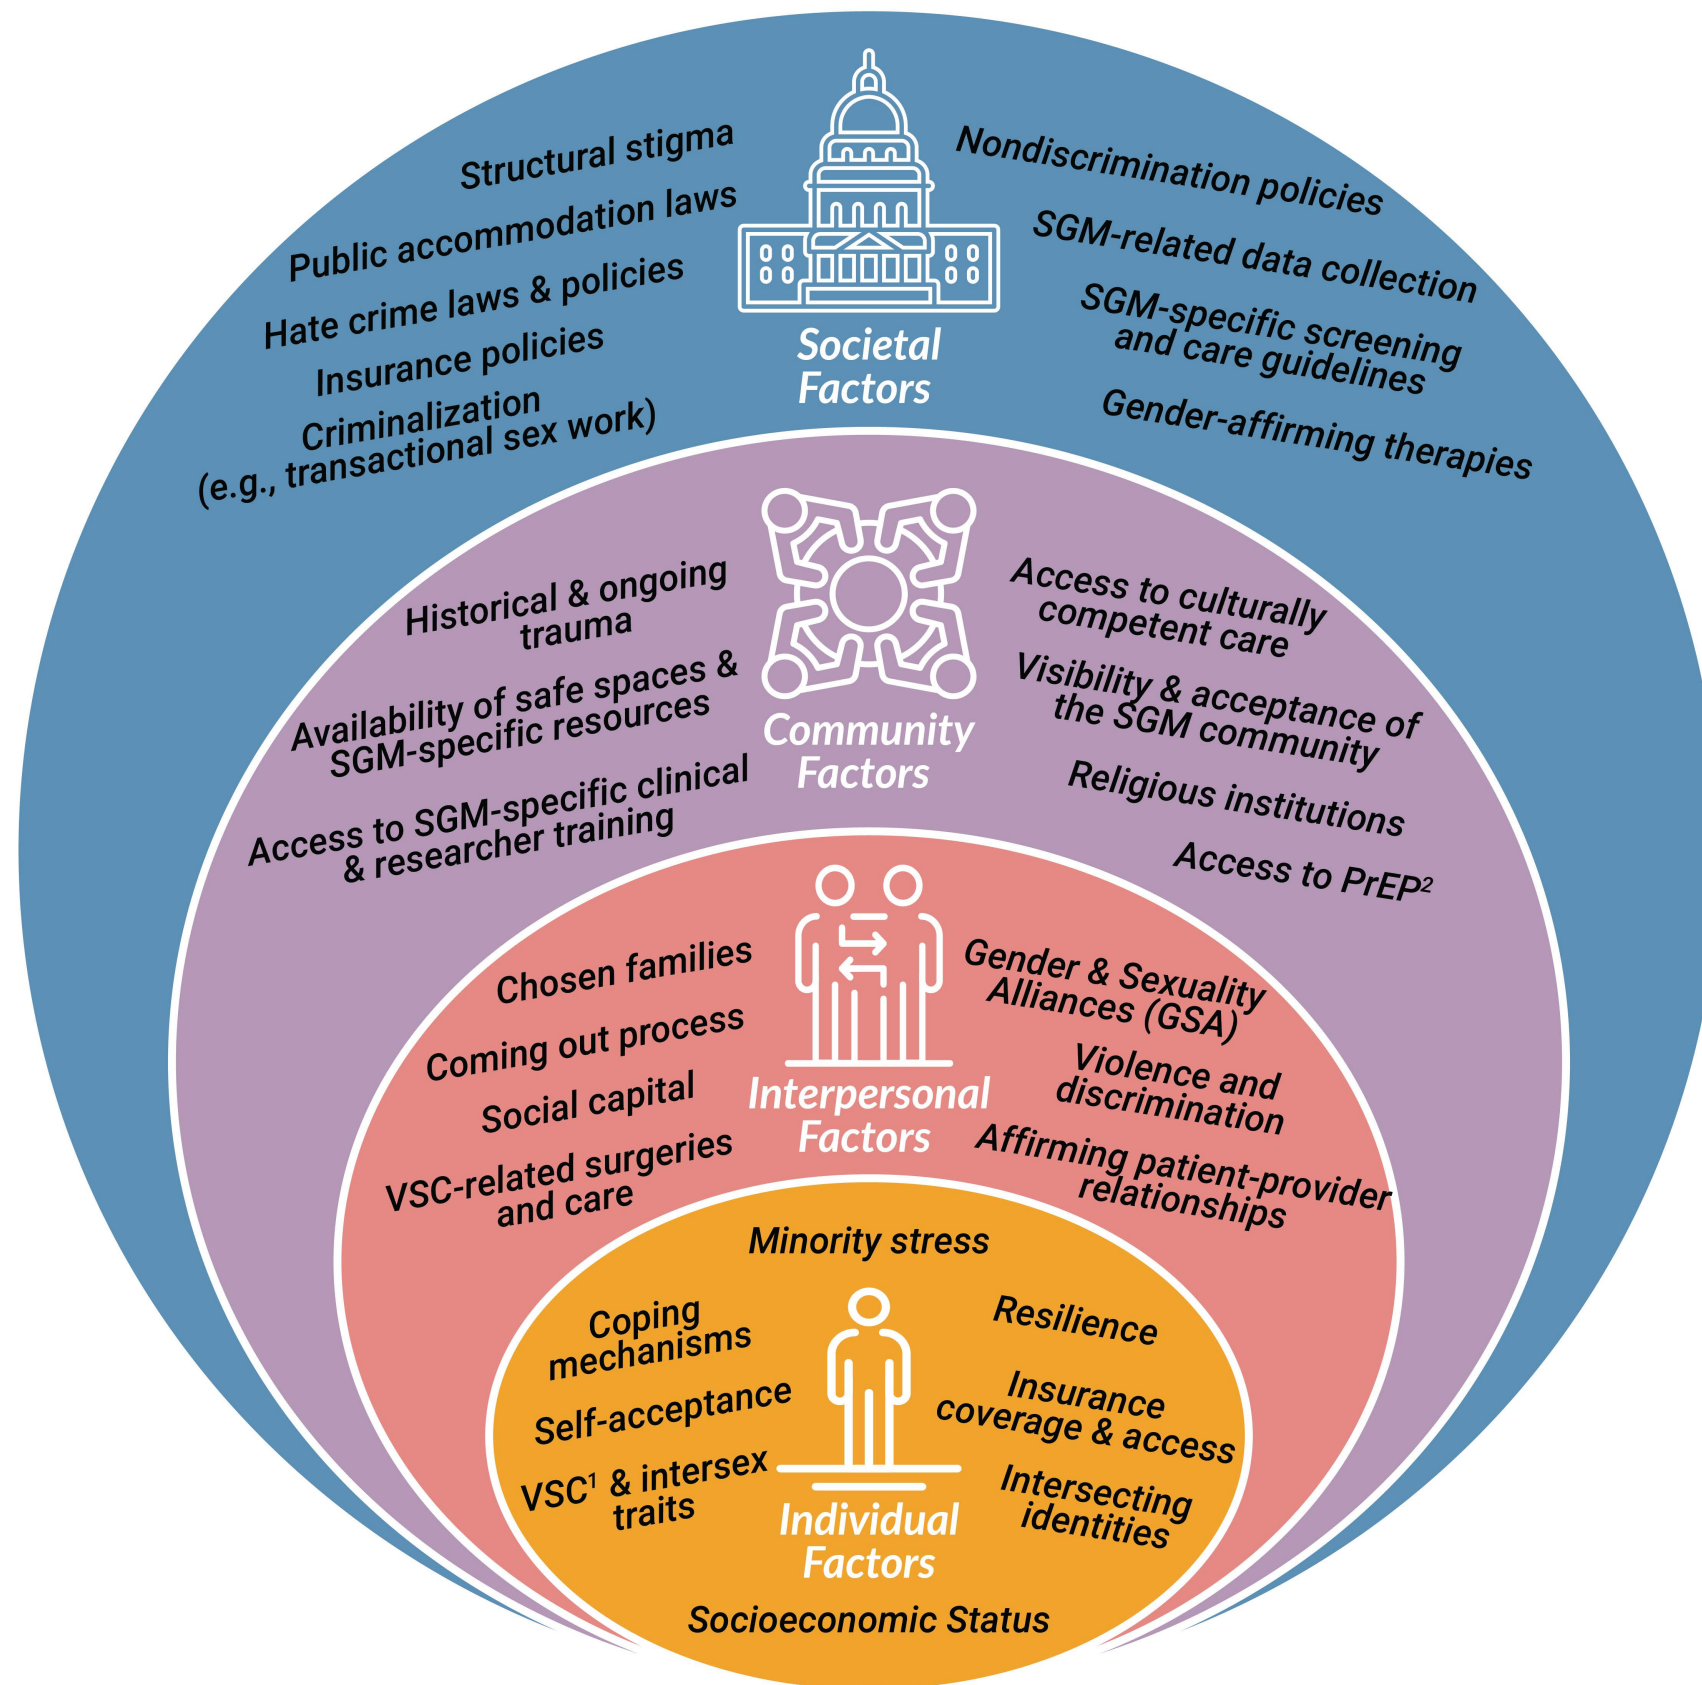 Structural stigma
Public accommodation laws
Hate crime laws & policies
Insurance policies
Criminalization
(e.g., transactional sex work)
Societal
Factors
Nondiscrimination policies
SGM-related data collection
SGM-specific screening
and care guidelines
Gender-affirming therapies
Historical & ongoing
trauma
Availability of safe spaces &
SGM-specific resources
Access to SGM-specific clinical
& researcher training
Community
Factors
Access to culturally
competent care
Visibility & acceptance of
the SGM community
Religious institutions
Access to PrEP²
Chosen families
Coming out process
Social capital
VSC-related surgeries
and care
Interpersonal
Factors
Gender & Sexuality
Alliances (GSA)
Violence and
discrimination
Affirming patient-provider
relationships
Minority stress
Coping
mechanisms
Self-acceptance
VSC¹ & intersex
traits
Individual
Factors
Resilience
Insurance
coverage & access
Intersecting
identities
Socioeconomic Status